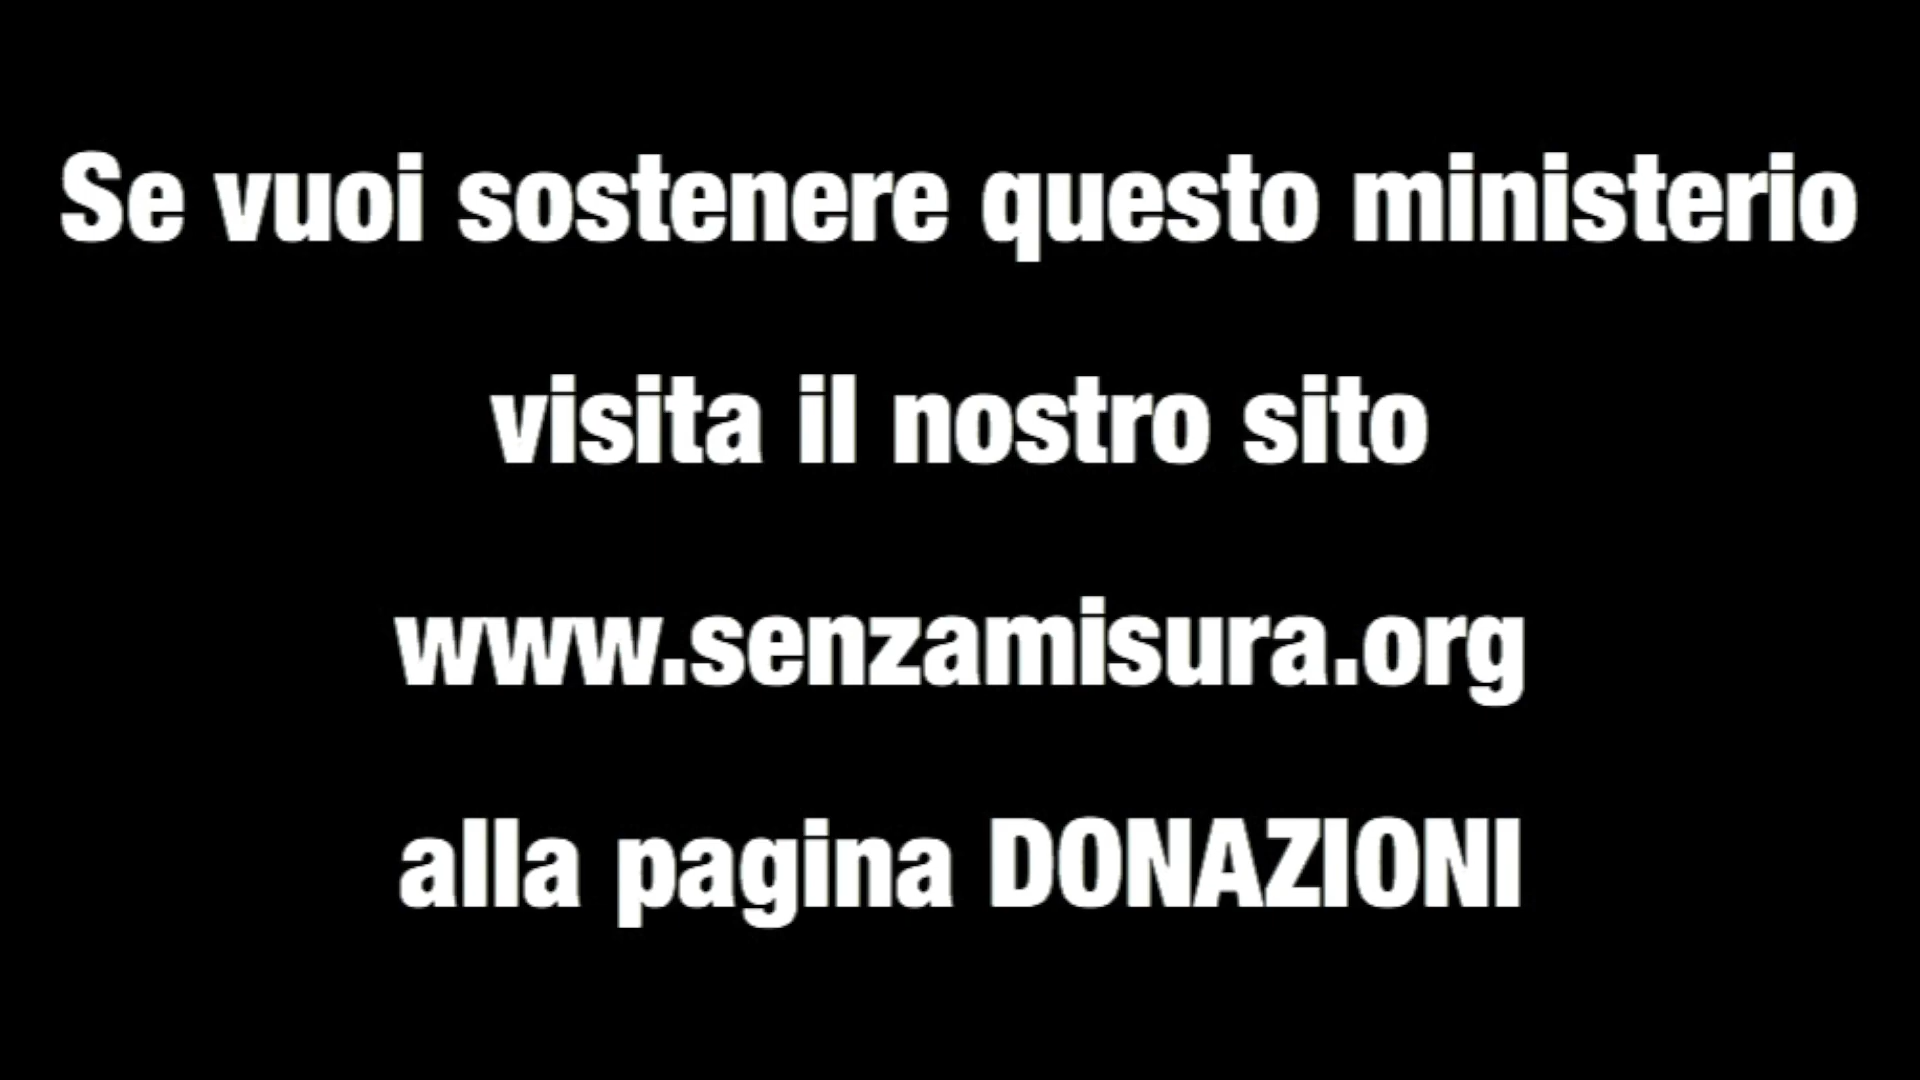 Se vuoi sostenere questo ministerio
visita il nostro sito
www.senzamisura.org
alla pagina DONAZIONI